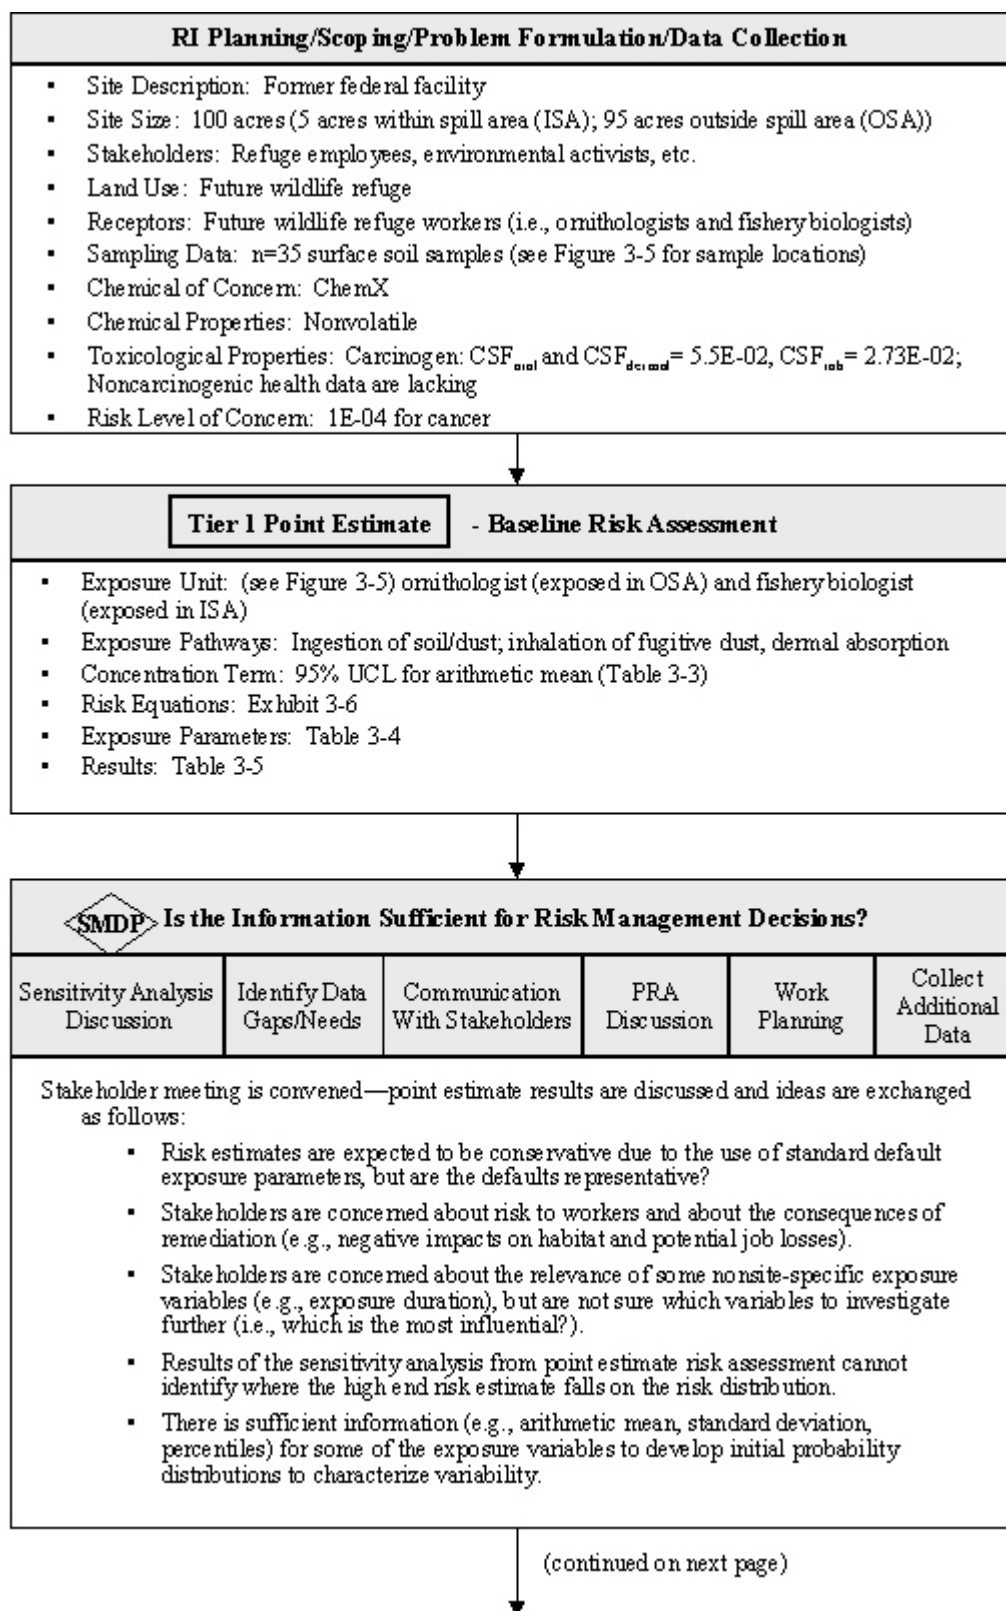 RI Planning/Scoping/Problem Formulation/Data Collection
▪ Site Description: Former federal facility
▪ Site Size: 100 acres (5 acres within spill area (ISA); 95 acres outside spill area (OSA))
▪ Stakeholders: Refuge employees, environmental activists, etc.
▪ Land Use: Future wildlife refuge
▪ Receptors: Future wildlife refuge workers (i.e., ornithologists and fishery biologists)
▪ Sampling Data: n=35 surface soil samples (see Figure 3-5 for sample locations)
▪ Chemical of Concern: ChemX
▪ Chemical Properties: Nonvolatile
▪ Toxicological Properties: Carcinogen: CSForal and CSFdermal = 5.5E-02, CSFinh = 2.73E-02;
Noncarcinogenic health data are lacking
▪ Risk Level of Concern: 1E-04 for cancer
Tier 1 Point Estimate - Baseline Risk Assessment
▪ Exposure Unit: (see Figure 3-5) ornithologist (exposed in OSA) and fishery biologist
(exposed in ISA)
▪ Exposure Pathways: Ingestion of soil/dust; inhalation of fugitive dust, dermal absorption
▪ Concentration Term: 95% UCL for arithmetic mean (Table 3-3)
▪ Risk Equations: Exhibit 3-6
▪ Exposure Parameters: Table 3-4
▪ Results: Table 3-5
SMDP Is the Information Sufficient for Risk Management Decisions?
Sensitivity Analysis
Discussion
Identify Data
Gaps/Needs
Communication
With Stakeholders
PRA
Discussion
Work
Planning
Collect
Additional
Data
Stakeholder meeting is convened—point estimate results are discussed and ideas are exchanged
as follows:
▪ Risk estimates are expected to be conservative due to the use of standard default
exposure parameters, but are the defaults representative?
▪ Stakeholders are concerned about risk to workers and about the consequences of
remediation (e.g., negative impacts on habitat and potential job losses).
▪ Stakeholders are concerned about the relevance of some nonsite-specific exposure
variables (e.g., exposure duration), but are not sure which variables to investigate
further (i.e., which is the most influential?).
▪ Results of the sensitivity analysis from point estimate risk assessment cannot
identify where the high end risk estimate falls on the risk distribution.
▪ There is sufficient information (e.g., arithmetic mean, standard deviation,
percentiles) for some of the exposure variables to develop initial probability
distributions to characterize variability.
(continued on next page)